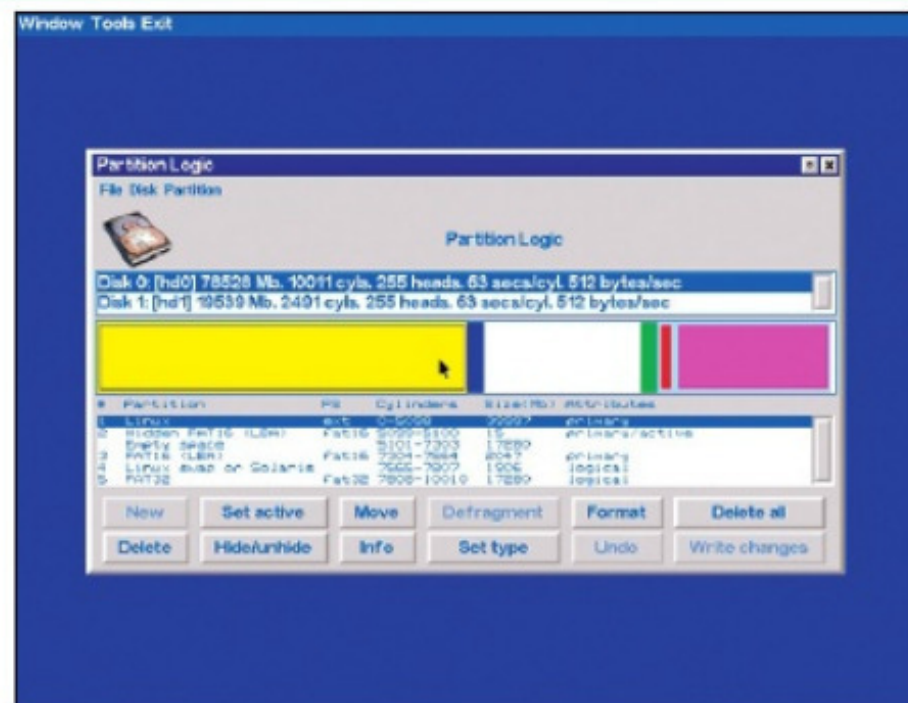 Window Tools Exit
Partition Logic
File Disk Partition
Partition Logic
Disk 0: [hd0] 78528 Mb. 10011 cyls. 255 heads. 63 secs/cyl. 512 bytes/sec
Disk 1: [hd1] 19539 Mb. 2491 cyls. 255 heads. 63 secs/cyl. 512 bytes/sec
# Partition FS Cylinders Size(Mb) Attributes
1 Linux ext primary
2 Hidden FAT16 (LBA) fat16 5099-5100 15 primary/active
Empty space 5101-7303 17280
3 FAT16 (LBA) fat16 7304-7564 2047 primary
4 Linux swap or Solaris 7565-7807 1906 logical
5 FAT32 fat32 7808-10010 17280 logical
New Set active Move Defragment Format Delete all
Delete Hide/unhide Info Set type Undo Write changes